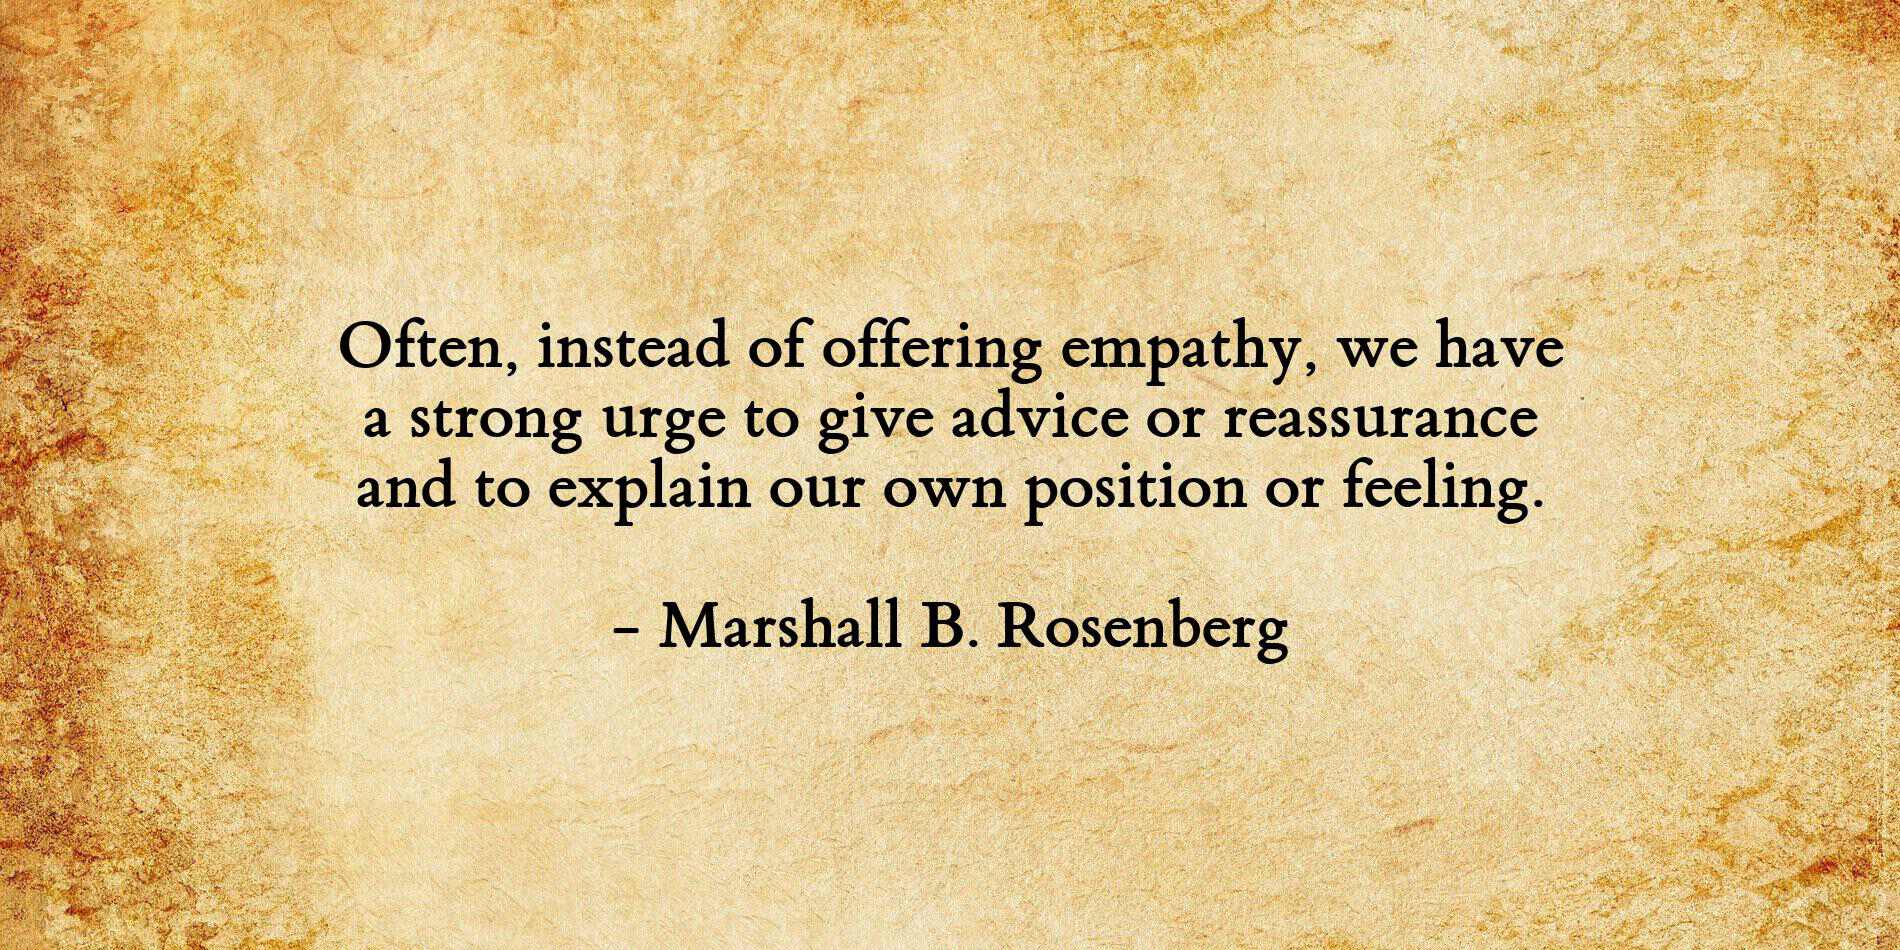 Often, instead of offering empathy, we have
a strong urge to give advice or reassurance
and to explain our own position or feeling.
- Marshall B. Rosenberg